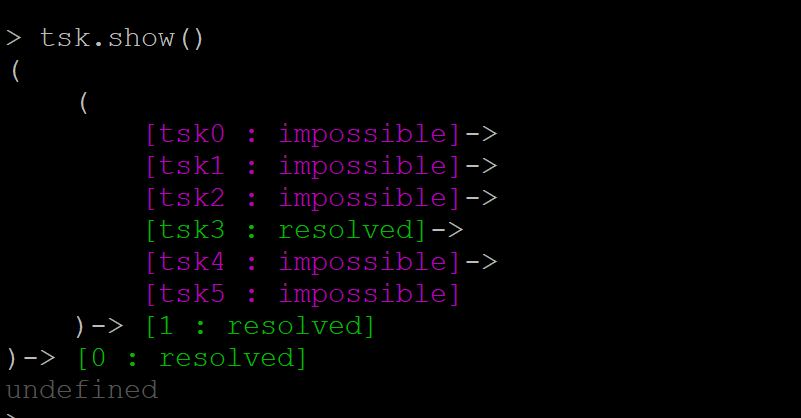 > tsk.show()
(
(
[tsk0 : impossible]->
[tsk1 : impossible]->
[tsk2 : impossible]->
[tsk3 : resolved]->
[tsk4 : impossible]->
[tsk5 : impossible]
)-> [1 : resolved]
)-> [0 : resolved]
undefined
>